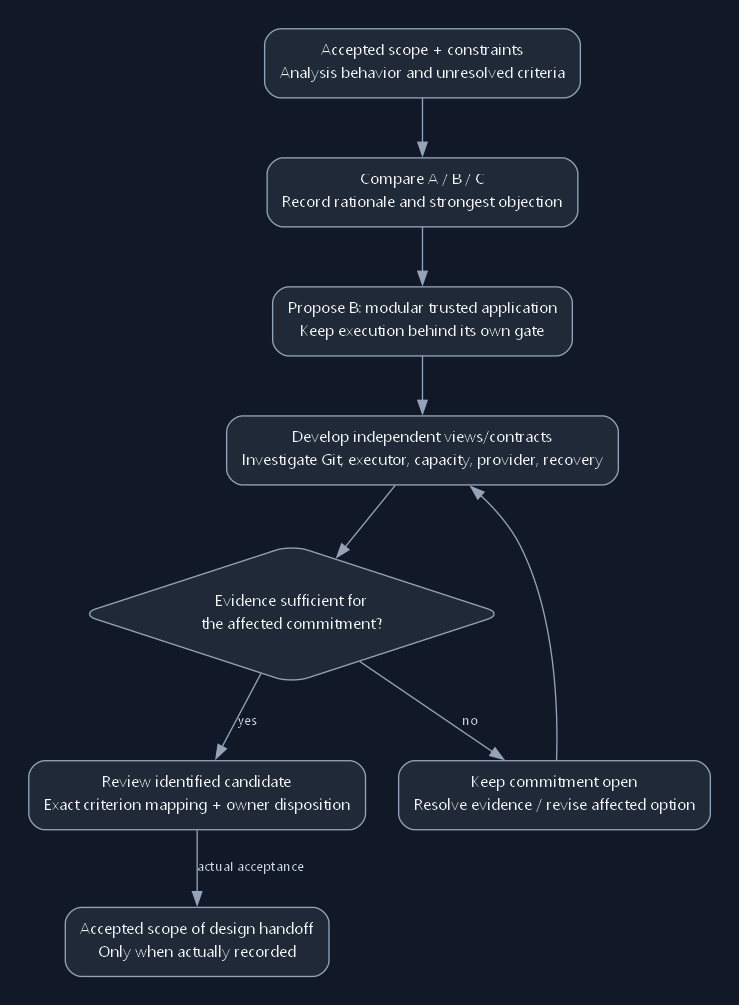 Accepted scope + constraints
Analysis behavior and unresolved criteria
Compare A / B / C
Record rationale and strongest objection
Propose B: modular trusted application
Keep execution behind its own gate
Develop independent views/contracts
Investigate Git, executor, capacity, provider, recovery
Evidence sufficient for
the affected commitment?
yes
no
Review identified candidate
Exact criterion mapping + owner disposition
Keep commitment open
Resolve evidence / revise affected option
actual acceptance
Accepted scope of design handoff
Only when actually recorded